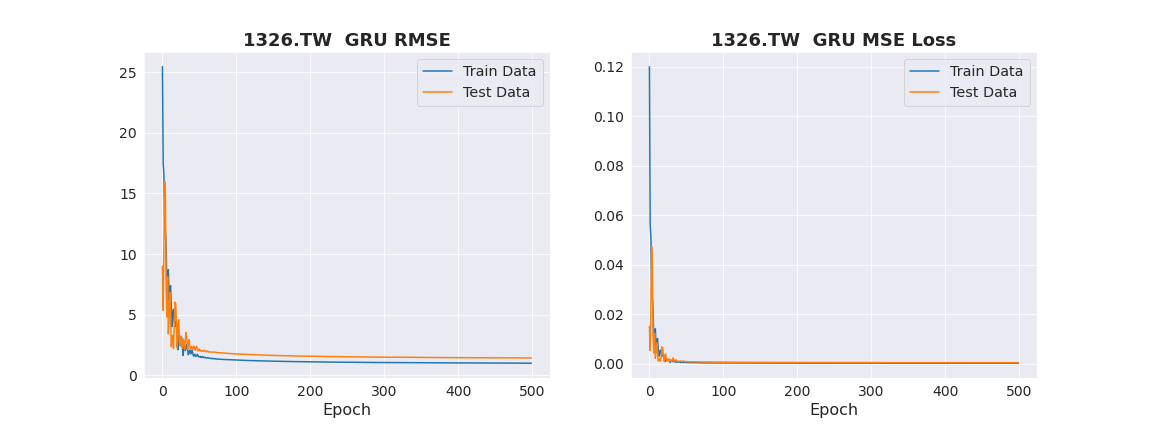 1326.TW  GRU RMSE
25
20
15
10
5
0
Train Data
Test Data
0 100 200 300 400 500
Epoch
1326.TW  GRU MSE Loss
0.12
0.10
0.08
0.06
0.04
0.02
0.00
Train Data
Test Data
0 100 200 300 400 500
Epoch